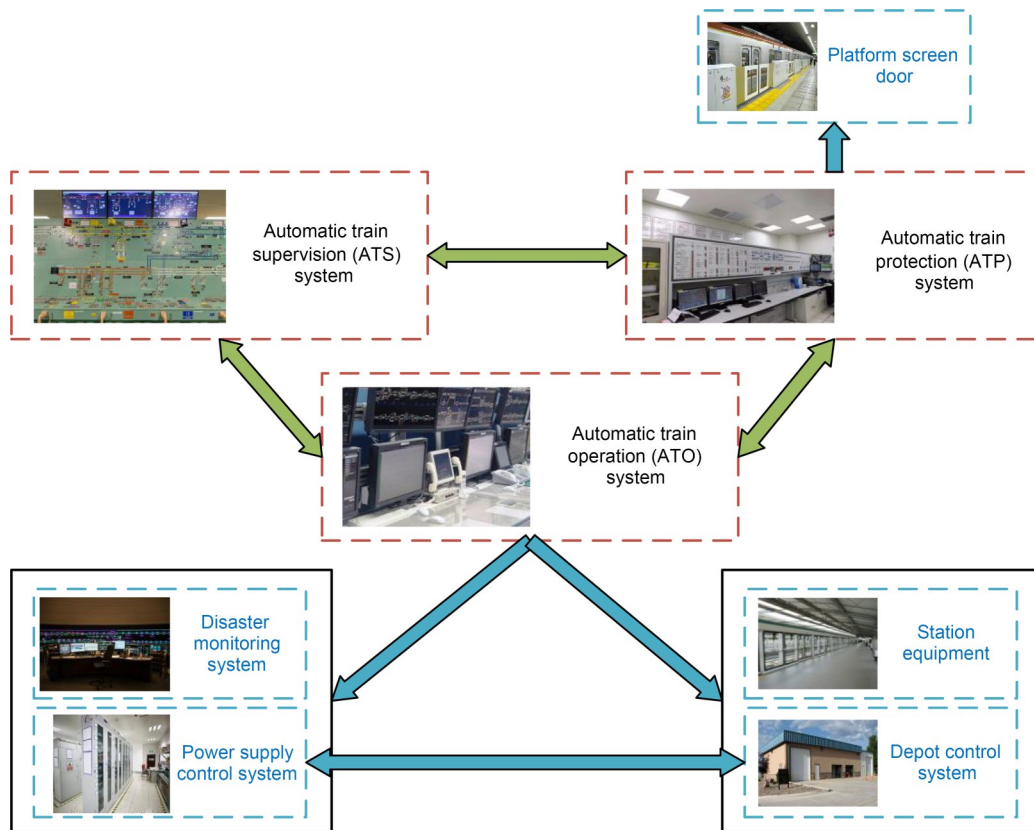 Platform screen
door
Automatic train
supervision (ATS)
system
Automatic train
protection (ATP)
system
Automatic train
operation (ATO)
system
Disaster
monitoring
system
Power supply
control system
Station
equipment
Depot control
system